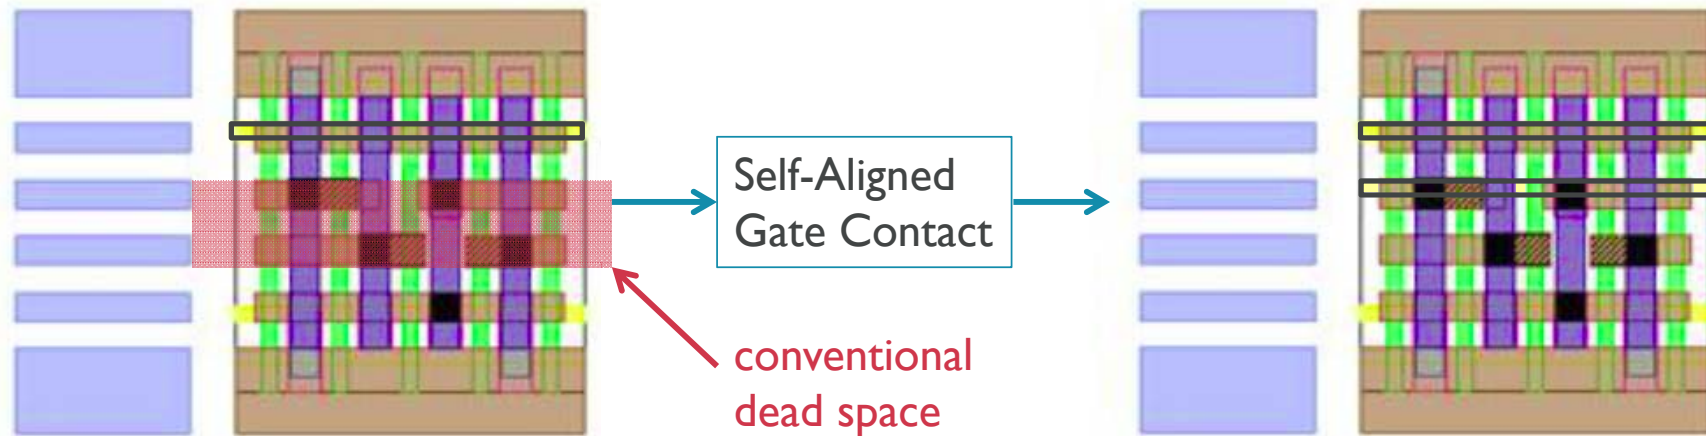 Self-Aligned
Gate Contact
conventional
dead space